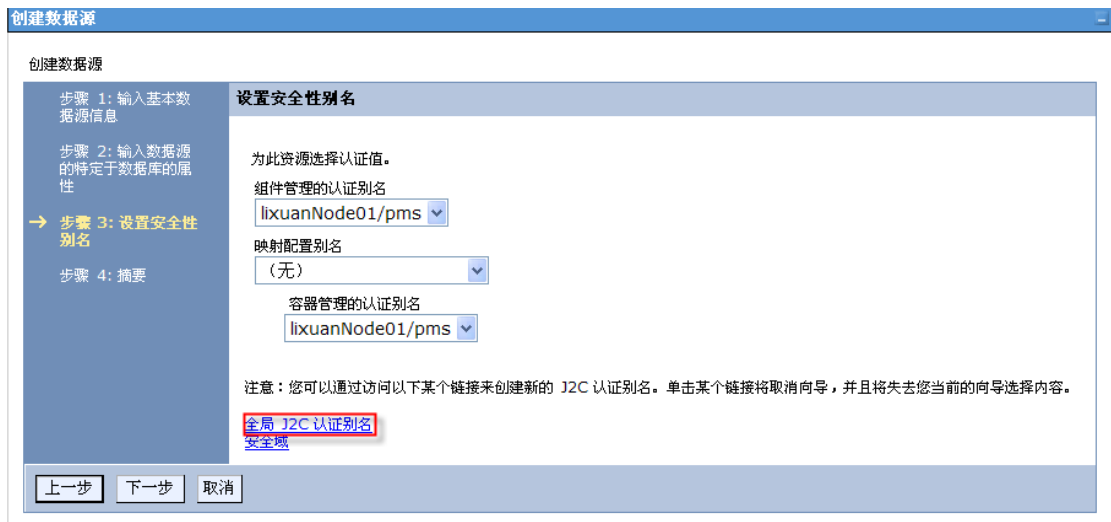 创建数据源
创建数据源
步骤 1: 输入基本数
据源信息
步骤 2: 输入数据源
的特定于数据库的属
性
步骤 3: 设置安全性
别名
步骤 4: 摘要
设置安全性别名
为此资源选择认证值。
组件管理的认证别名
lixuanNode01/pms
映射配置别名
（无）
容器管理的认证别名
lixuanNode01/pms
注意：您可以通过访问以下某个链接来创建新的 J2C 认证别名。单击某个链接将取消向导，并且将失去您当前的向导选择内容。
全局 J2C 认证别名
安全域
上一步 下一步 取消